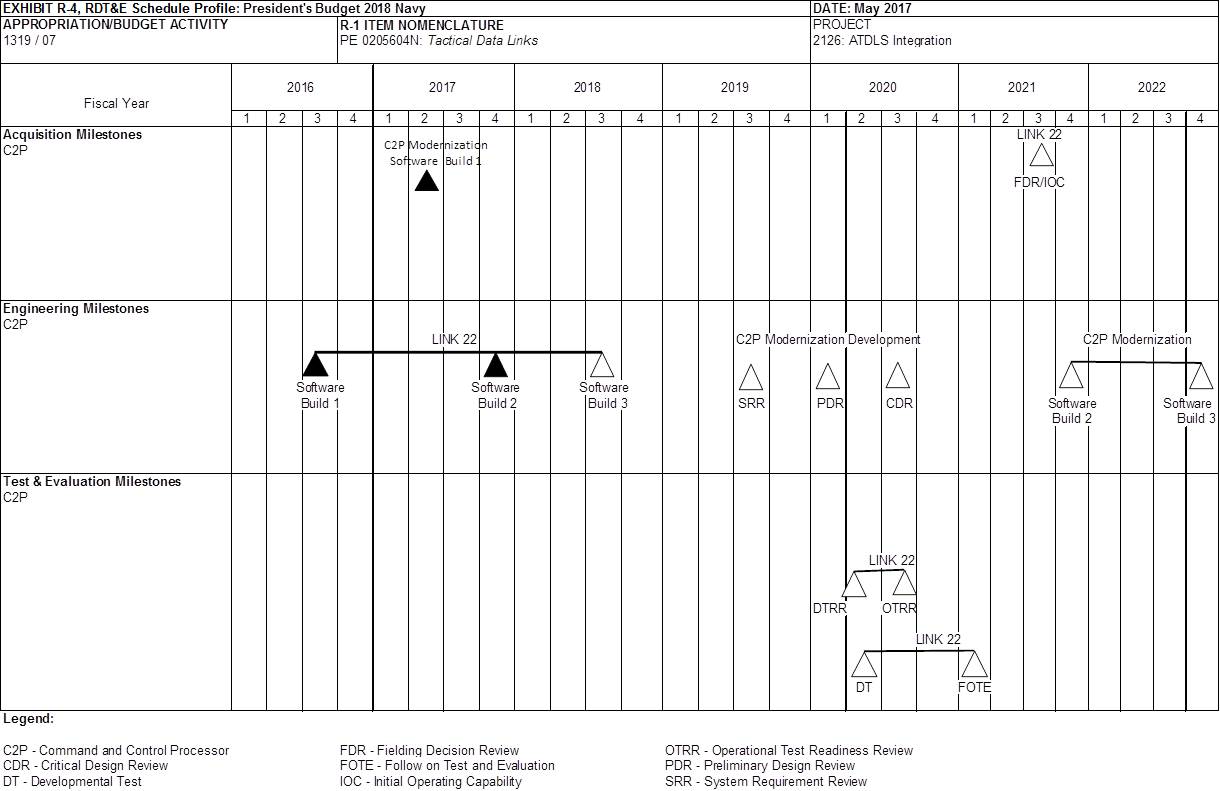 EXHIBIT R-4, RDT&E Schedule Profile: President's Budget 2018 Navy
DATE: May 2017
APPROPRIATION/BUDGET ACTIVITY
R-1 ITEM NOMENCLATURE
PROJECT
1319 / 07
PE 0205604N: Tactical Data Links
2126: ATDLS Integration
Fiscal Year
2016 2017 2018 2019 2020 2021 2022
1 2 3 4 1 2 3 4 1 2 3 4 1 2 3 4 1 2 3 4 1 2 3 4 1 2 3 4
Acquisition Milestones
C2P
C2P Modernization
Software Build 1
LINK 22
FDR/IOC
Engineering Milestones
C2P
LINK 22
Software
Build 1
Software
Build 2
Software
Build 3
C2P Modernization Development
SRR
PDR
CDR
C2P Modernization
Software
Build 2
Software
Build 3
Test & Evaluation Milestones
C2P
LINK 22
DTRR
OTRR
LINK 22
DT
FOTE
Legend:
C2P - Command and Control Processor
CDR - Critical Design Review
DT - Developmental Test
FDR - Fielding Decision Review
FOTE - Follow on Test and Evaluation
IOC - Initial Operating Capability
OTRR - Operational Test Readiness Review
PDR - Preliminary Design Review
SRR - System Requirement Review